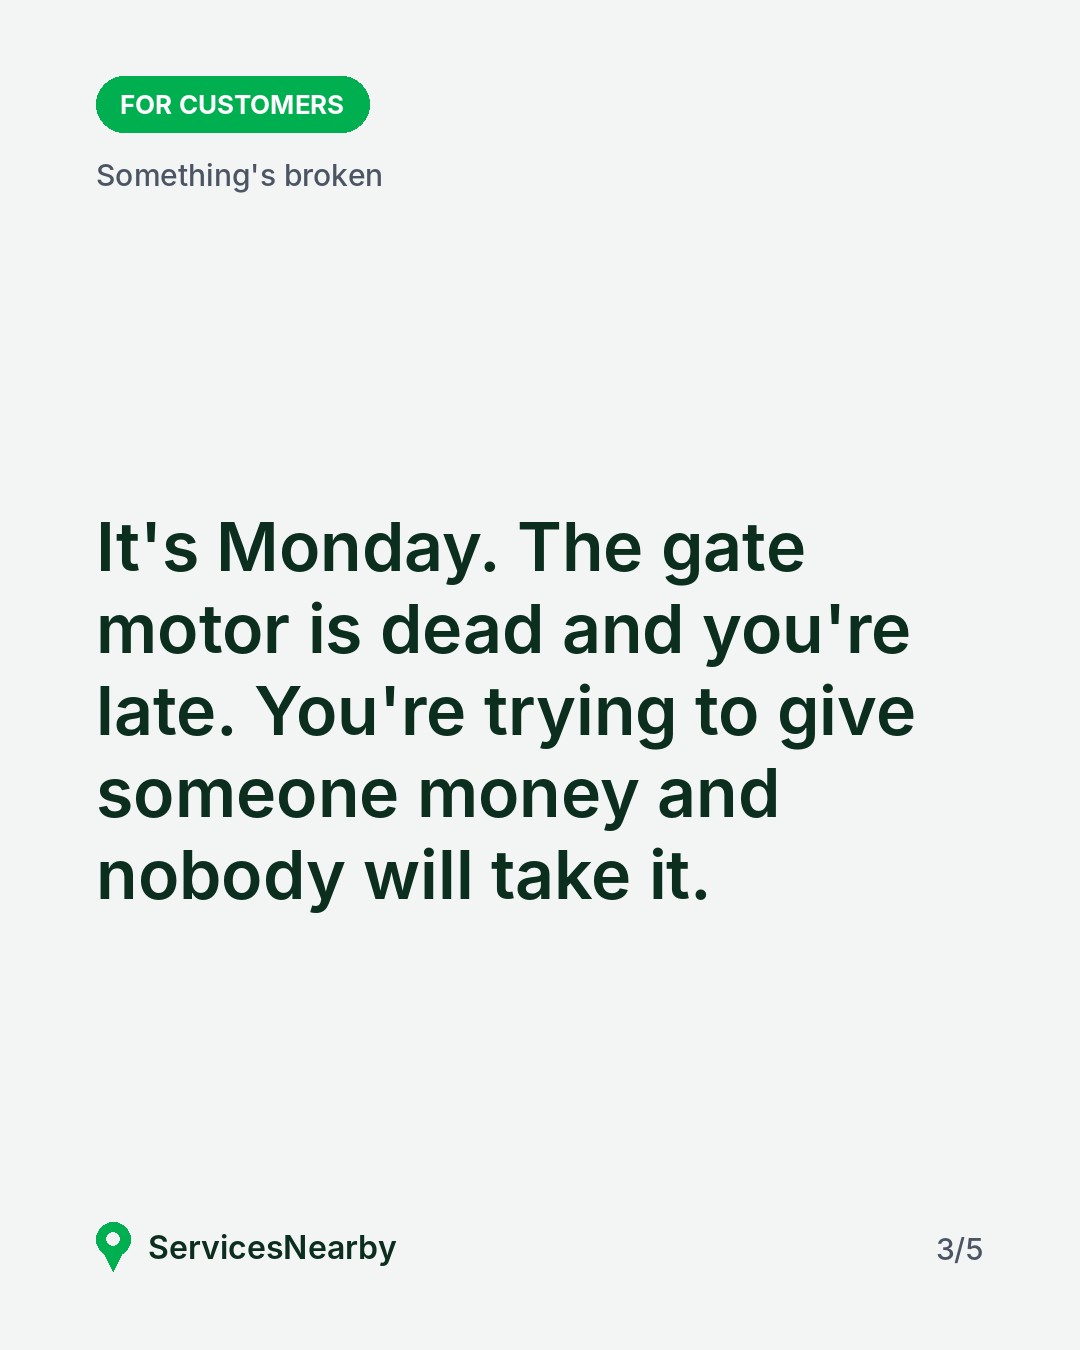 FOR CUSTOMERS
Something's broken
It's Monday. The gate
motor is dead and you're
late. You're trying to give
someone money and
nobody will take it.
ServicesNearby
3/5